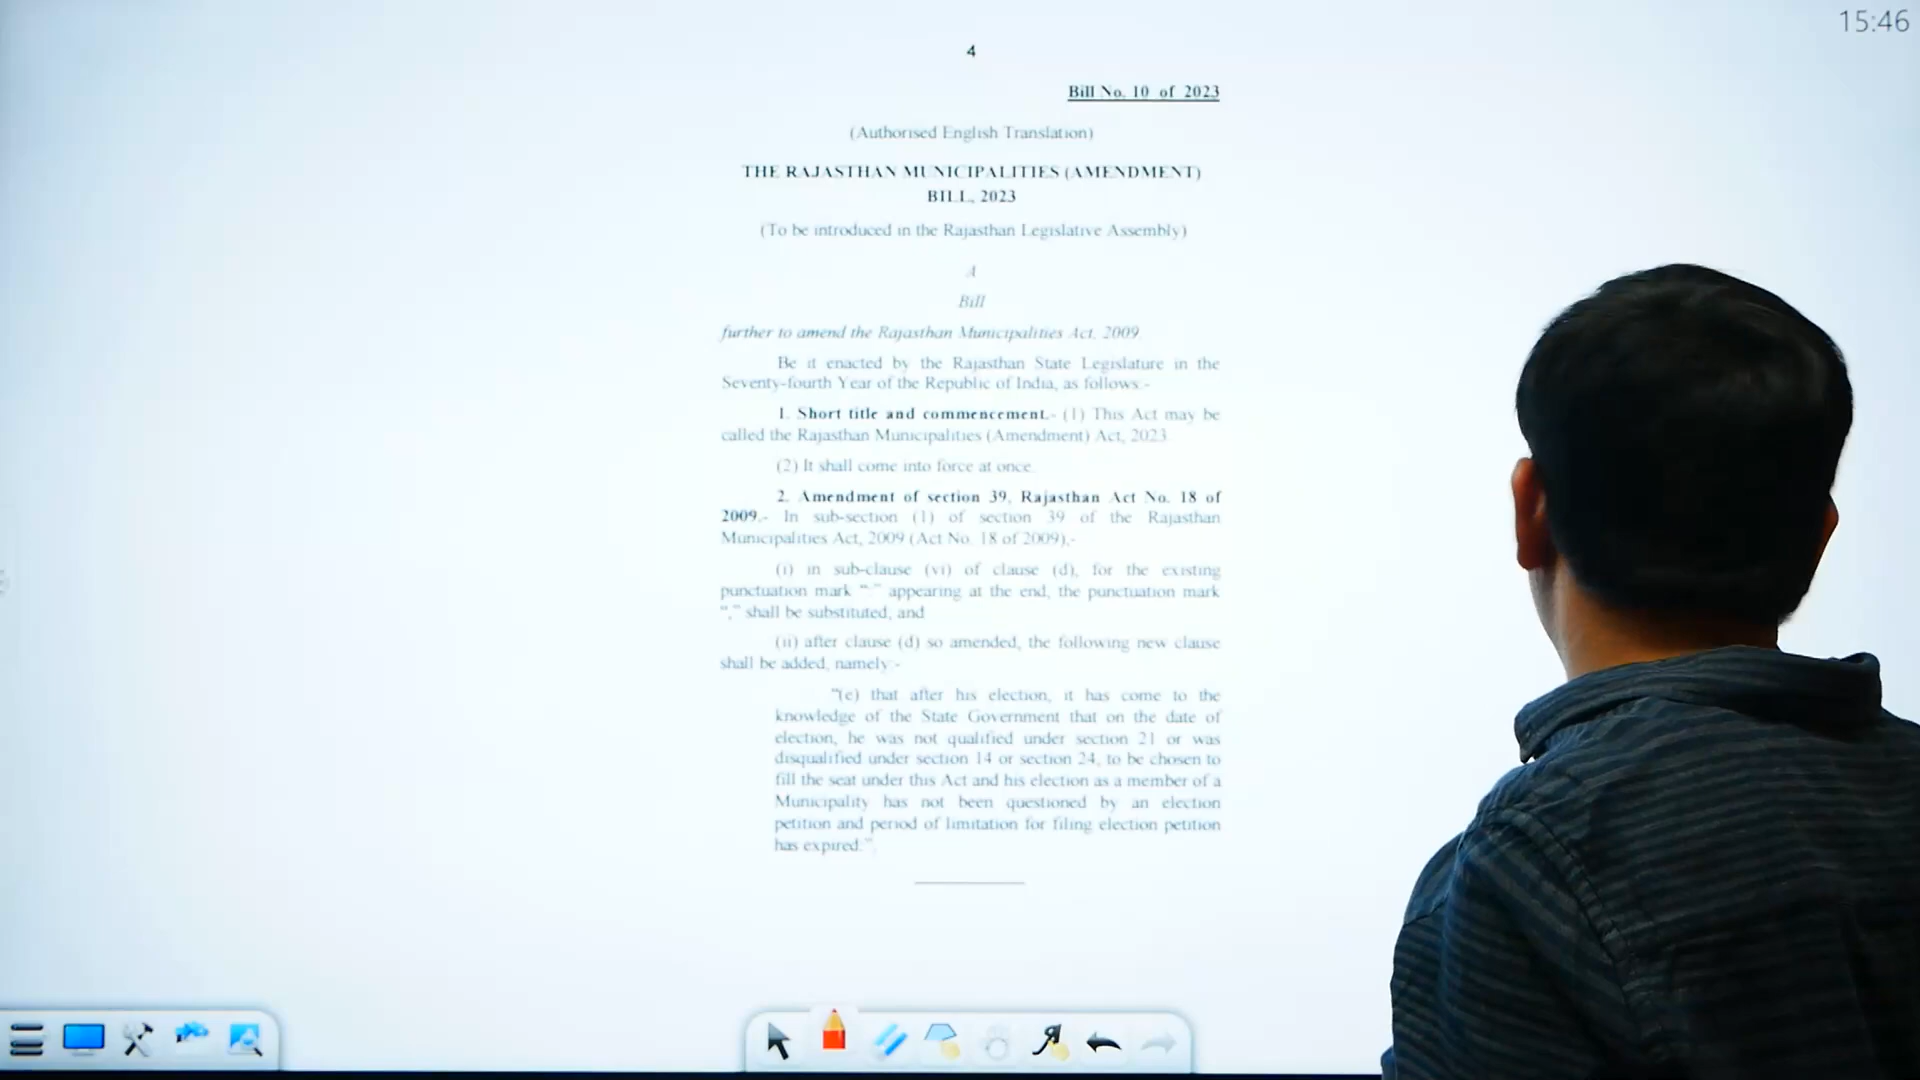 15:46
4
Bill No. 10 of 2023
(Authorised English Translation)
THE RAJASTHAN MUNICIPALITIES (AMENDMENT)
BILL, 2023
(To be introduced in the Rajasthan Legislative Assembly)
A
Bill
further to amend the Rajasthan Municipalities Act, 2009.
Be it enacted by the Rajasthan State Legislature in the
Seventy-fourth Year of the Republic of India, as follows:-
1. Short title and commencement.- (1) This Act may be
called the Rajasthan Municipalities (Amendment) Act, 2023.
(2) It shall come into force at once.
2. Amendment of section 39, Rajasthan Act No. 18 of
2009.- In sub-section (1) of section 39 of the Rajasthan
Municipalities Act, 2009 (Act No. 18 of 2009),-
(i) in sub-clause (vi) of clause (d), for the existing
punctuation mark "." appearing at the end, the punctuation mark
"," shall be substituted; and
(ii) after clause (d) so amended, the following new clause
shall be added, namely:-
"(e) that after his election, it has come to the
knowledge of the State Government that on the date of
election, he was not qualified under section 21 or was
disqualified under section 14 or section 24, to be chosen to
fill the seat under this Act and his election as a member of a
Municipality has not been questioned by an election
petition and period of limitation for filing election petition
has expired.".